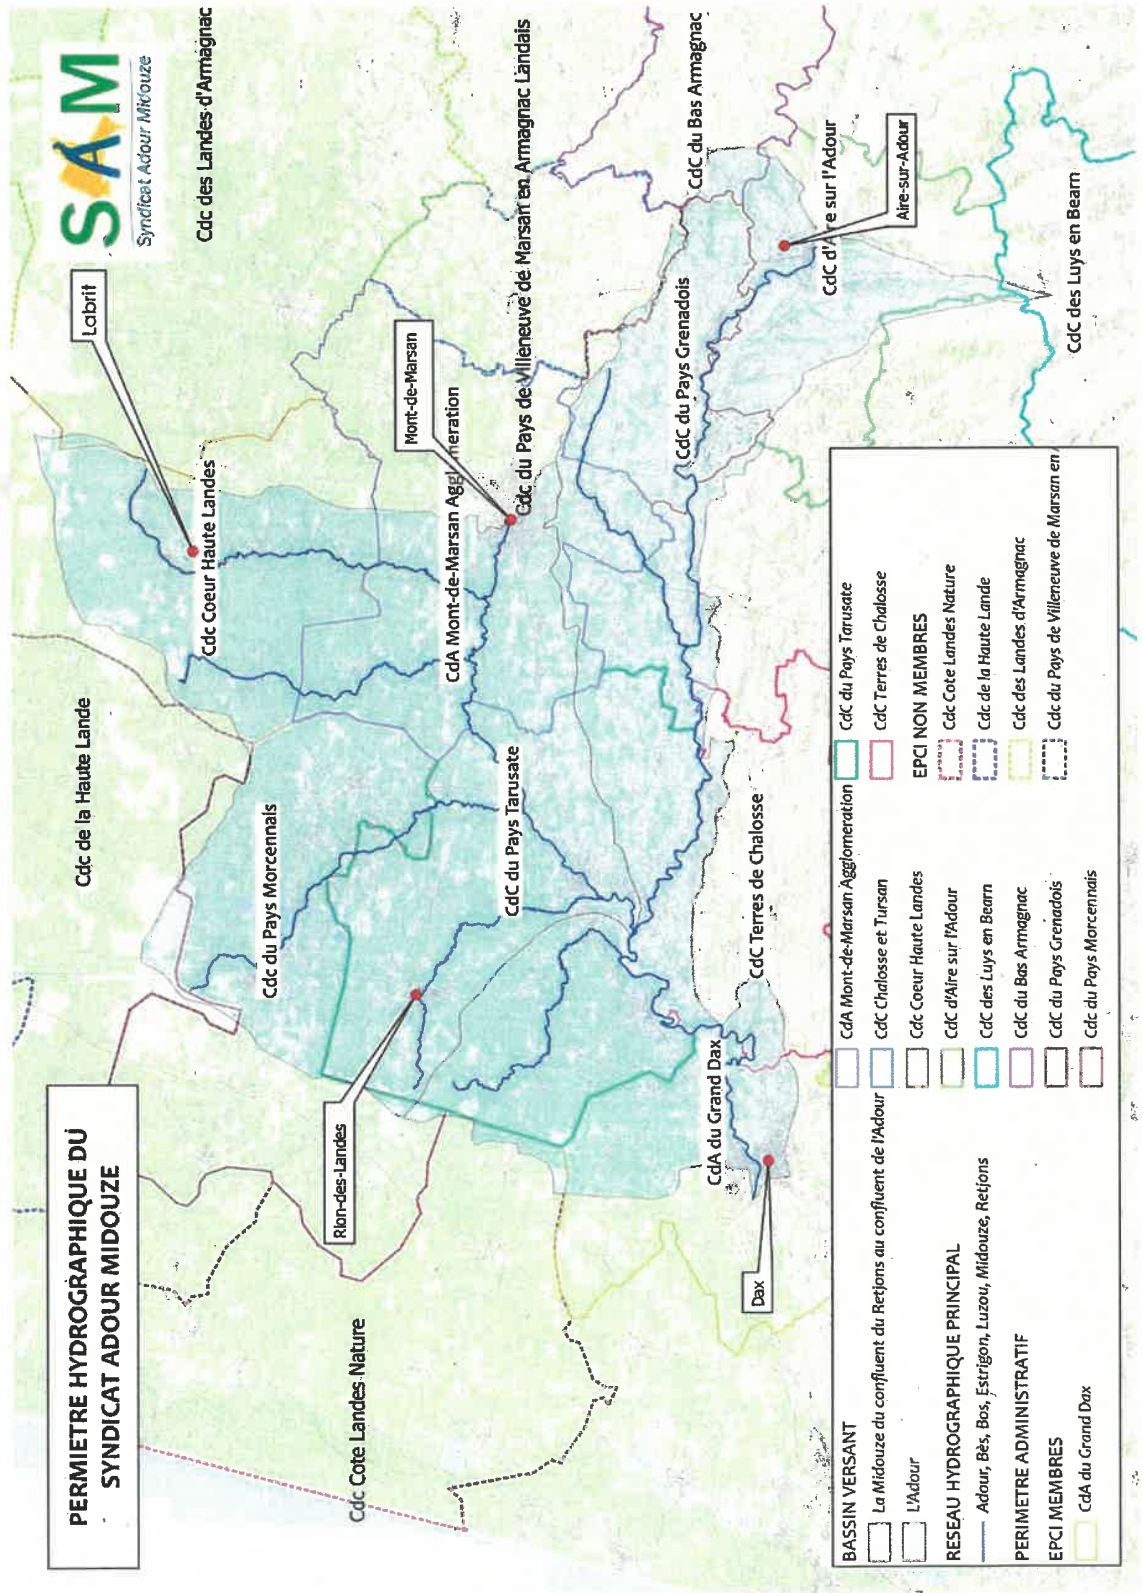 PERMIETRE HYDROGRAPHIQUE DU
SYNDICAT ADOUR MIDOUZE
SAM
Syndicat Adour Midouze
Cdc de la Haute Lande
Labrit
Cdc des Landes d'Armagnac
Cdc Coeur Haute Landes
Cdc du Pays Morcennais
Rion-des-Landes
Cdc Cote Landes Nature
Mont-de-Marsan
CdA Mont-de-Marsan Agglomeration
CdC du Pays Tarusate
Cdc du Pays de Villeneuve de Marsan en Armagnac Landais
CdC du Pays Grenadois
CdC du Bas Armagnac
CdA du Grand Dax
CdC Terres de Chalosse
Dax
CdC d'Aire sur l'Adour
Aire-sur-Adour
CdC des Luys en Bearn
BASSIN VERSANT
La Midouze du confluent du Retjons au confluent de l'Adour
L'Adour
RESEAU HYDROGRAPHIQUE PRINCIPAL
Adour, Bès, Bos, Estrigon, Luzou, Midouze, Retjons
PERIMETRE ADMINISTRATIF
EPCI MEMBRES
CdA du Grand Dax
CdA Mont-de-Marsan Agglomeration
CdC Chalosse et Tursan
Cdc Coeur Haute Landes
CdC d'Aire sur l'Adour
CdC des Luys en Bearn
CdC du Bas Armagnac
CdC du Pays Grenadois
Cdc du Pays Morcennais
CdC du Pays Tarusate
CdC Terres de Chalosse
EPCI NON MEMBRES
Cdc Cote Landes Nature
Cdc de la Haute Lande
Cdc des Landes d'Armagnac
Cdc du Pays de Villeneuve de Marsan en